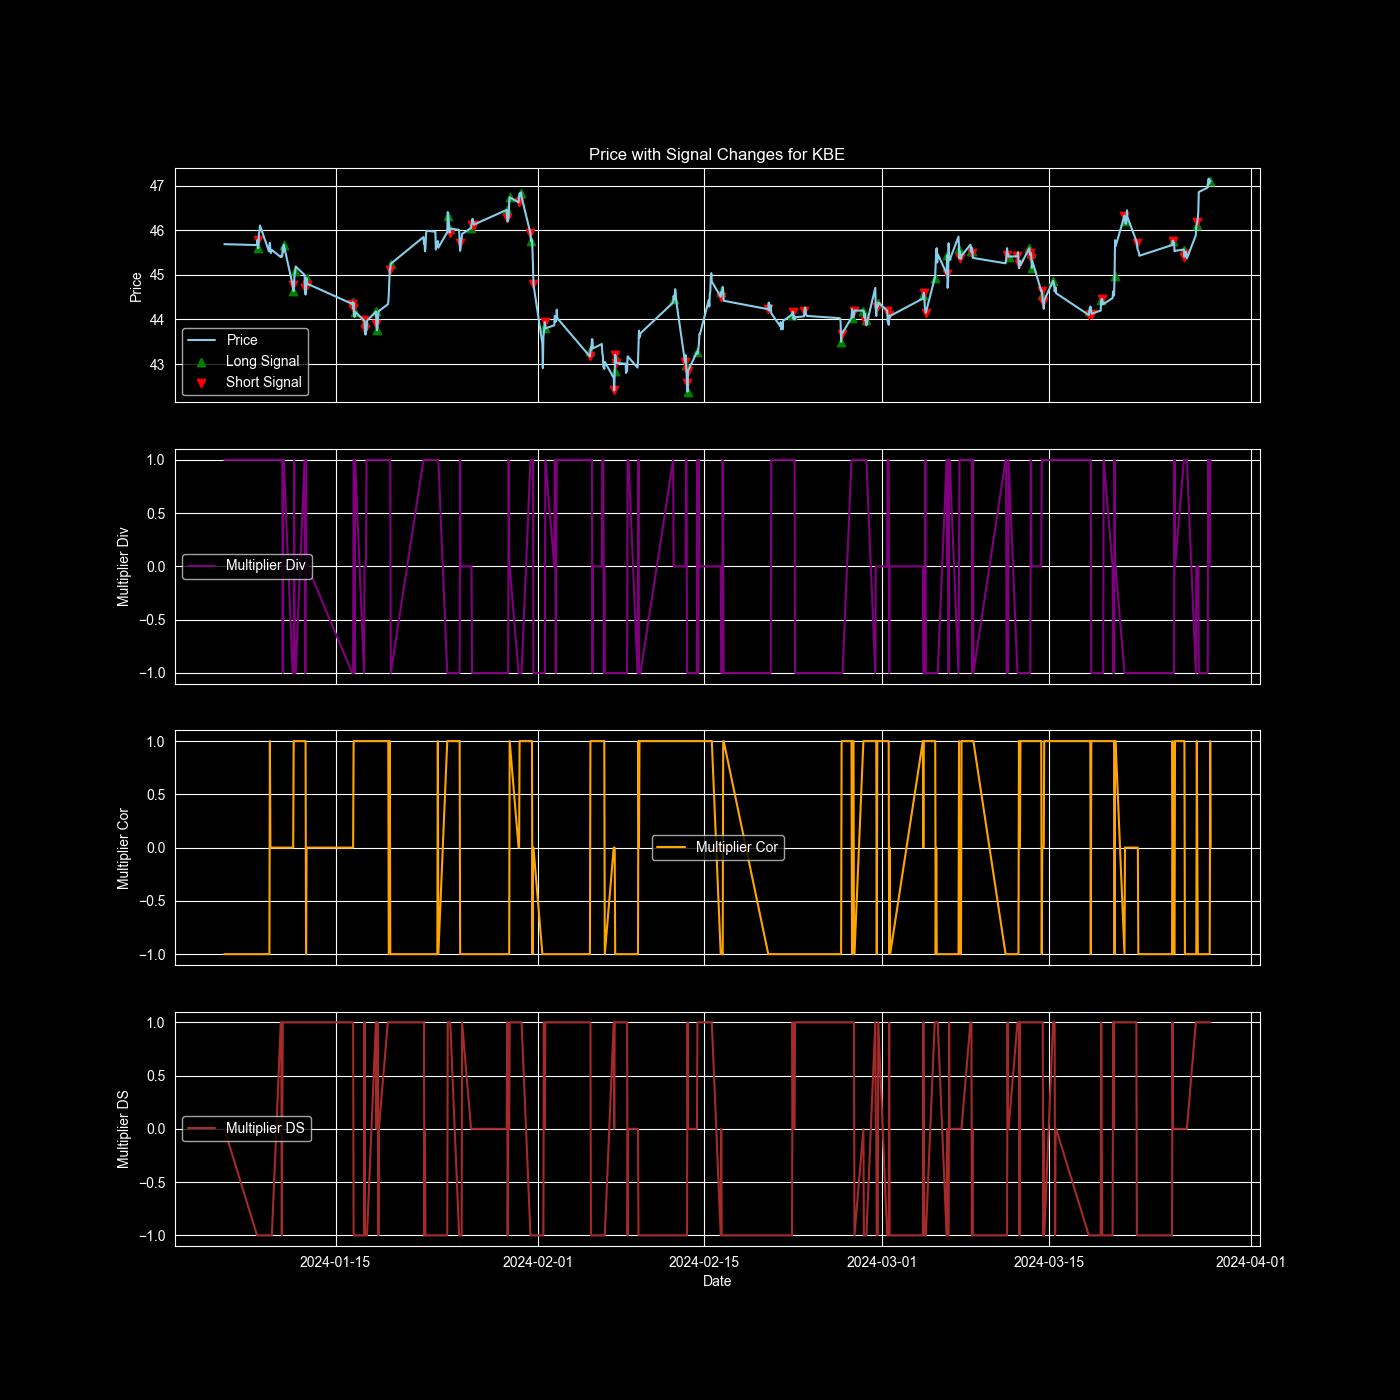 Price with Signal Changes for KBE
47
46
45
44
43
Price
Price
Long Signal
Short Signal
1.0
0.5
0.0
−0.5
−1.0
Multiplier Div
Multiplier Div
1.0
0.5
0.0
−0.5
−1.0
Multiplier Cor
Multiplier Cor
1.0
0.5
0.0
−0.5
−1.0
Multiplier DS
Multiplier DS
2024-01-15 2024-02-01 2024-02-15 2024-03-01 2024-03-15 2024-04-01
Date